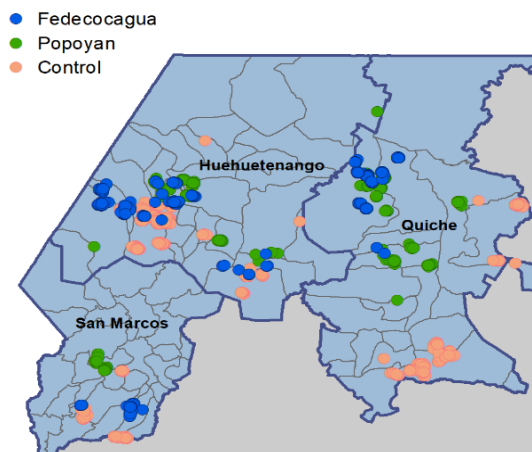 Fedecocagua
Popoyan
Control
Huehuetenango
Quiche
San Marcos